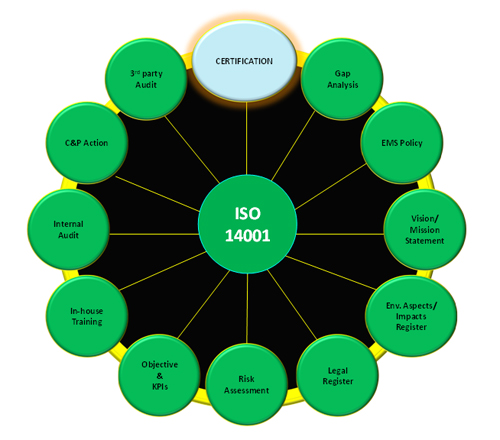 CERTIFICATION
Gap
Analysis
EMS Policy
Vision/
Mission
Statement
Env. Aspects/
Impacts
Register
Legal
Register
Risk
Assessment
Objective
&
KPIs
In-house
Training
Internal
Audit
C&P Action
3rd party
Audit
ISO
14001